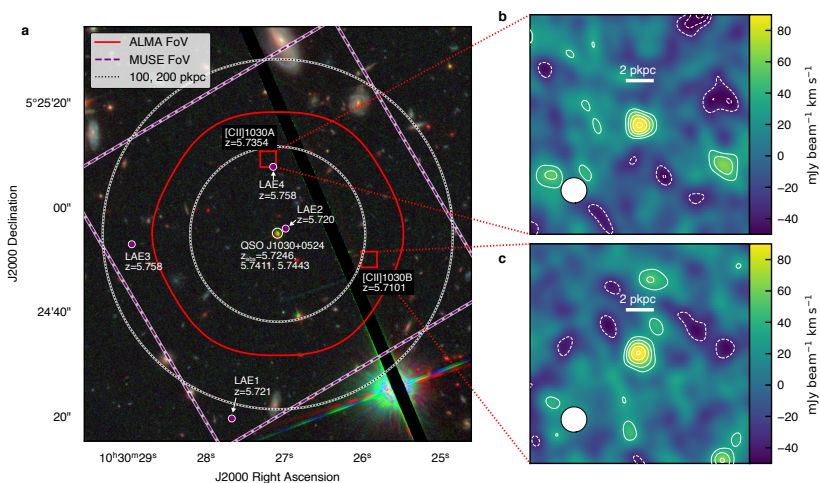 a
ALMA FoV
MUSE FoV
100, 200 pkpc
[CII]1030A
z=5.7354
LAE4
z=5.758
LAE2
z=5.720
QSO J1030+0524
z_abs=5.7246,
5.7411, 5.7443
LAE3
z=5.758
[CII]1030B
z=5.7101
LAE1
z=5.721
5°25'20"
00"
24'40"
20"
J2000 Declination
10ʰ30ᵐ29ˢ
28ˢ
27ˢ
26ˢ
25ˢ
J2000 Right Ascension
b
2 pkpc
80
60
40
20
0
−20
−40
mJy beam⁻¹ km s⁻¹
c
2 pkpc
80
60
40
20
0
−20
−40
mJy beam⁻¹ km s⁻¹